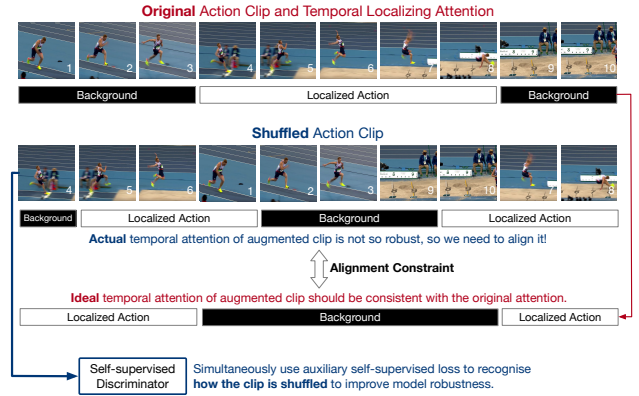 Original Action Clip and Temporal Localizing Attention
1 2 3 4 5 6 7 8 9 10
Background Localized Action Background
Shuffled Action Clip
4 5 6 1 2 3 9 10 7 8
Background Localized Action Background Localized Action
Actual temporal attention of augmented clip is not so robust, so we need to align it!
Alignment Constraint
Ideal temporal attention of augmented clip should be consistent with the original attention.
Localized Action Background Localized Action
Self-supervised
Discriminator
Simultaneously use auxiliary self-supervised loss to recognise
how the clip is shuffled to improve model robustness.